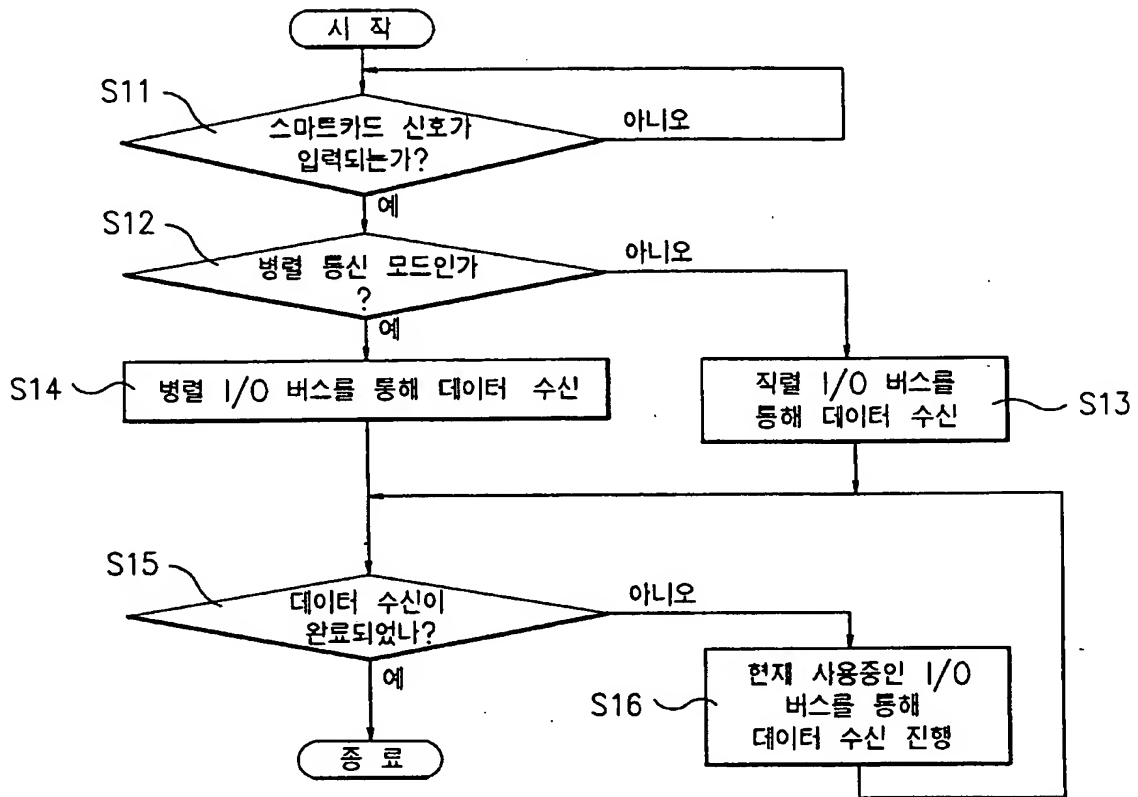 시 작
S11
스마트카드 신호가
입력되는가?
아니오
예
S12
병렬 통신 모드인가
?
아니오
예
S14
병렬 I/O 버스를 통해 데이터 수신
직렬 I/O 버스를
통해 데이터 수신
S13
S15
데이터 수신이
완료되었나?
아니오
예
S16
현재 사용중인 I/O
버스를 통해
데이터 수신 진행
종 료